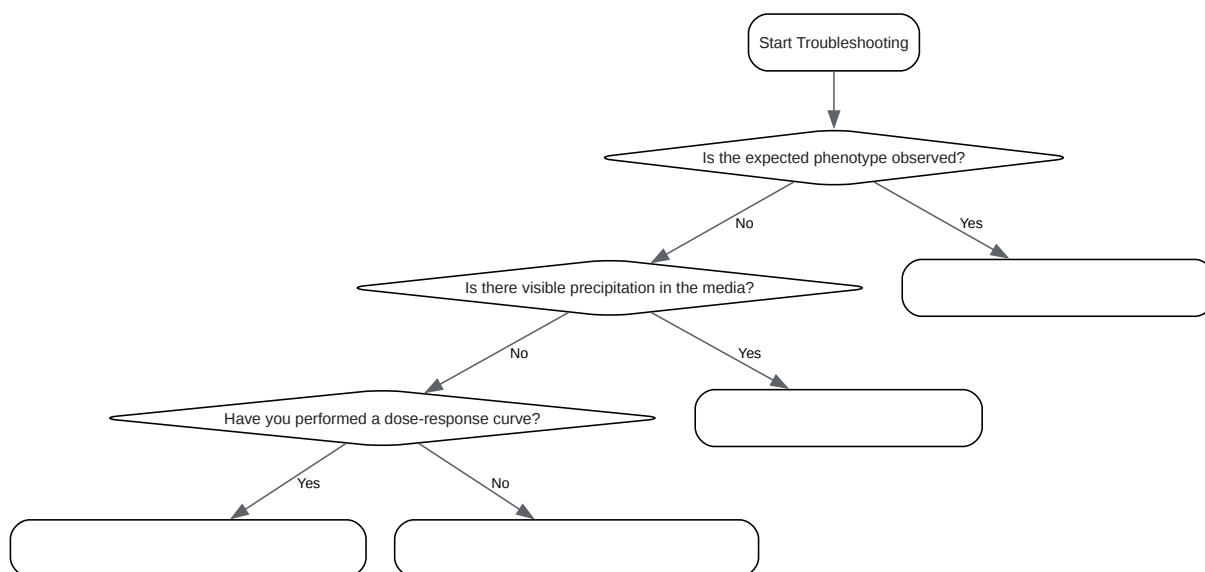 Start Troubleshooting
Is the expected phenotype observed?
No
Yes
Is there visible precipitation in the media?
No
Yes
Have you performed a dose-response curve?
Yes
No